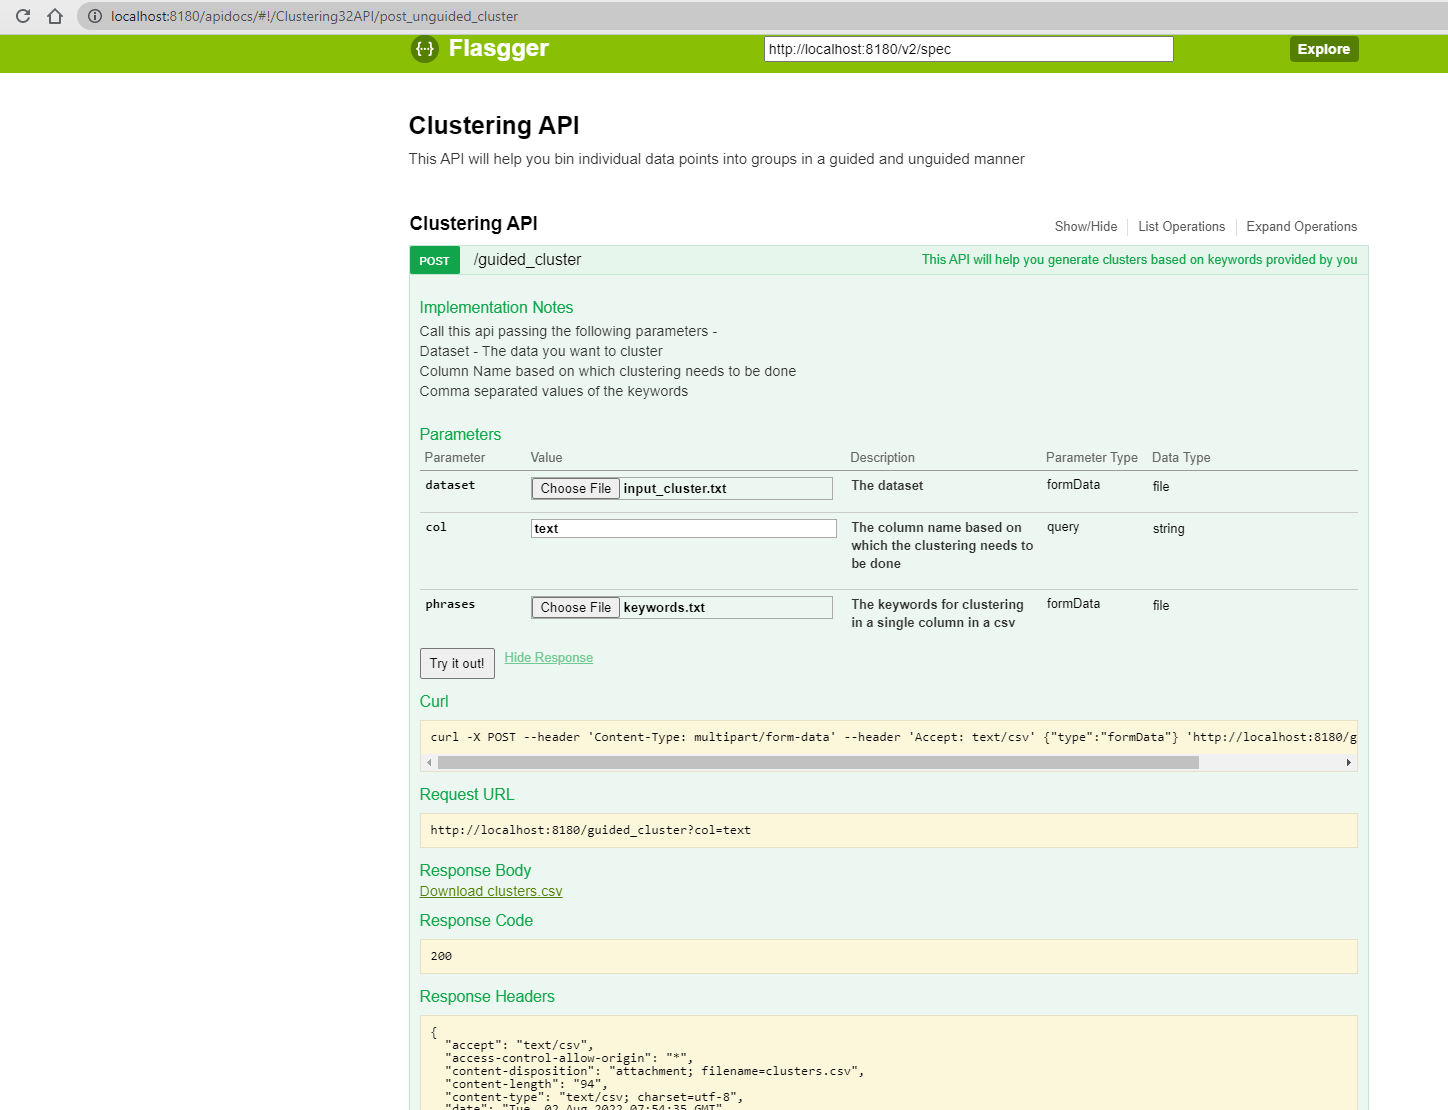 localhost:8180/apidocs/#!/Clustering32API/post_unguided_cluster
{··} Flasgger
http://localhost:8180/v2/spec
Explore
Clustering API
This API will help you bin individual data points into groups in a guided and unguided manner
Clustering API
Show/Hide
List Operations
Expand Operations
POST /guided_cluster
This API will help you generate clusters based on keywords provided by you
Implementation Notes
Call this api passing the following parameters -
Dataset - The data you want to cluster
Column Name based on which clustering needs to be done
Comma separated values of the keywords
Parameters
Parameter Value Description Parameter Type Data Type
dataset Choose File input_cluster.txt The dataset formData file
col text The column name based on which the clustering needs to be done query string
phrases Choose File keywords.txt The keywords for clustering in a single column in a csv formData file
Try it out! Hide Response
Curl
curl -X POST --header 'Content-Type: multipart/form-data' --header 'Accept: text/csv' {"type":"formData"} 'http://localhost:8180/g
Request URL
http://localhost:8180/guided_cluster?col=text
Response Body
Download clusters.csv
Response Code
200
Response Headers
{
"accept": "text/csv",
"access-control-allow-origin": "*",
"content-disposition": "attachment; filename=clusters.csv",
"content-length": "94",
"content-type": "text/csv; charset=utf-8",
"date": "Tue, 02 Aug 2022 07:54:35 GMT"